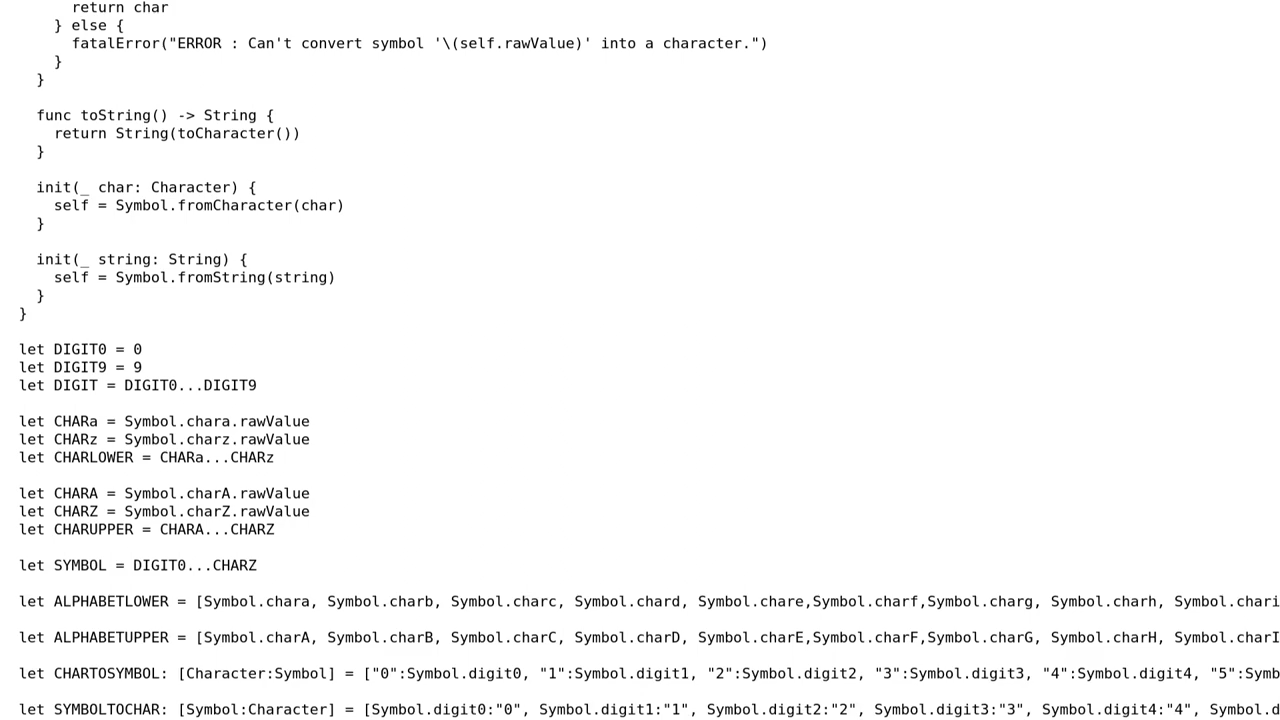 return char
    } else {
      fatalError("ERROR : Can't convert symbol '\(self.rawValue)' into a character.")
    }
  }

  func toString() -> String {
    return String(toCharacter())
  }

  init(_ char: Character) {
    self = Symbol.fromCharacter(char)
  }

  init(_ string: String) {
    self = Symbol.fromString(string)
  }
}

let DIGIT0 = 0
let DIGIT9 = 9
let DIGIT = DIGIT0...DIGIT9

let CHARa = Symbol.chara.rawValue
let CHARz = Symbol.charz.rawValue
let CHARLOWER = CHARa...CHARz

let CHARA = Symbol.charA.rawValue
let CHARZ = Symbol.charZ.rawValue
let CHARUPPER = CHARA...CHARZ

let SYMBOL = DIGIT0...CHARZ

let ALPHABETLOWER = [Symbol.chara, Symbol.charb, Symbol.charc, Symbol.chard, Symbol.chare,Symbol.charf,Symbol.charg, Symbol.charh, Symbol.chari

let ALPHABETUPPER = [Symbol.charA, Symbol.charB, Symbol.charC, Symbol.charD, Symbol.charE,Symbol.charF,Symbol.charG, Symbol.charH, Symbol.charI

let CHARTOSYMBOL: [Character:Symbol] = ["0":Symbol.digit0, "1":Symbol.digit1, "2":Symbol.digit2, "3":Symbol.digit3, "4":Symbol.digit4, "5":Symb

let SYMBOLTOCHAR: [Symbol:Character] = [Symbol.digit0:"0", Symbol.digit1:"1", Symbol.digit2:"2", Symbol.digit3:"3", Symbol.digit4:"4", Symbol.d